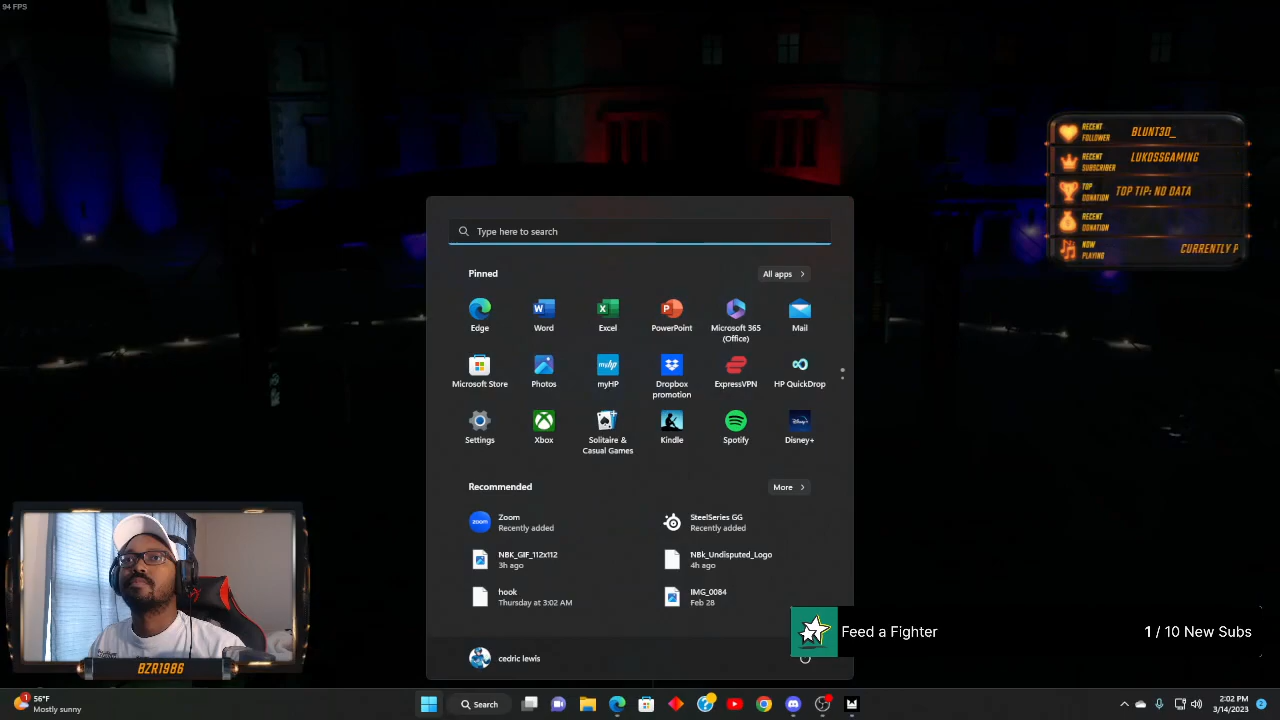 94 FPS
RECENT FOLLOWER BLUNT3D_
RECENT SUBSCRIBER LUKOSSGAMING
TOP DONATION TOP TIP: NO DATA
RECENT DONATION
NOW PLAYING CURRENTLY P
Type here to search
Pinned
All apps
Edge
Word
Excel
PowerPoint
Microsoft 365 (Office)
Mail
Microsoft Store
Photos
myHP
Dropbox promotion
ExpressVPN
HP QuickDrop
Settings
Xbox
Solitaire & Casual Games
Kindle
Spotify
Disney+
Recommended
More
Zoom
Recently added
SteelSeries GG
Recently added
NBK_GIF_112x112
3h ago
NBk_Undisputed_Logo
4h ago
hook
Thursday at 3:02 AM
IMG_0084
Feb 28
Feed a Fighter
1 / 10 New Subs
cedric lewis
BZR1986
56°F
Mostly sunny
Search
2:02 PM
3/14/2023